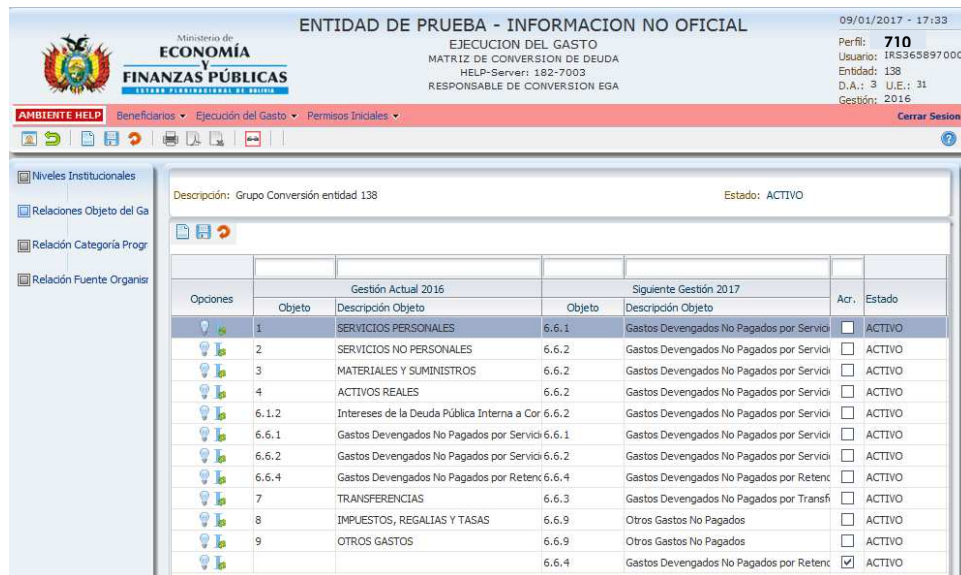 ENTIDAD DE PRUEBA - INFORMACION NO OFICIAL
09/01/2017 - 17:33
Ministerio de
ECONOMÍA
Y
FINANZAS PÚBLICAS
ESTADO PLURINACIONAL DE BOLIVIA
EJECUCION DEL GASTO
MATRIZ DE CONVERSION DE DEUDA
HELP-Server: 182-7003
RESPONSABLE DE CONVERSION EGA
Perfil: 710
Usuario: IRS365897000
Entidad: 138
D.A.: 3 U.E.: 31
Gestión: 2016
AMBIENTE HELP Beneficiarios Ejecución del Gasto Permisos Iniciales Cerrar Sesion
Niveles Institucionales
Relaciones Objeto del Ga
Relación Categoría Progr
Relación Fuente Organisr
Descripción: Grupo Conversión entidad 138 Estado: ACTIVO
Opciones Gestión Actual 2016 Siguiente Gestión 2017 Acr. Estado
Objeto Descripción Objeto Objeto Descripción Objeto
1 SERVICIOS PERSONALES 6.6.1 Gastos Devengados No Pagados por Servici ACTIVO
2 SERVICIOS NO PERSONALES 6.6.2 Gastos Devengados No Pagados por Servici ACTIVO
3 MATERIALES Y SUMINISTROS 6.6.2 Gastos Devengados No Pagados por Servici ACTIVO
4 ACTIVOS REALES 6.6.2 Gastos Devengados No Pagados por Servici ACTIVO
6.1.2 Intereses de la Deuda Pública Interna a Cor 6.6.2 Gastos Devengados No Pagados por Servici ACTIVO
6.6.1 Gastos Devengados No Pagados por Servici 6.6.1 Gastos Devengados No Pagados por Servici ACTIVO
6.6.2 Gastos Devengados No Pagados por Servici 6.6.2 Gastos Devengados No Pagados por Servici ACTIVO
6.6.4 Gastos Devengados No Pagados por Retenc 6.6.4 Gastos Devengados No Pagados por Retenc ACTIVO
7 TRANSFERENCIAS 6.6.3 Gastos Devengados No Pagados por Transf ACTIVO
8 IMPUESTOS, REGALIAS Y TASAS 6.6.9 Otros Gastos No Pagados ACTIVO
9 OTROS GASTOS 6.6.9 Otros Gastos No Pagados ACTIVO
6.6.4 Gastos Devengados No Pagados por Retenc ACTIVO